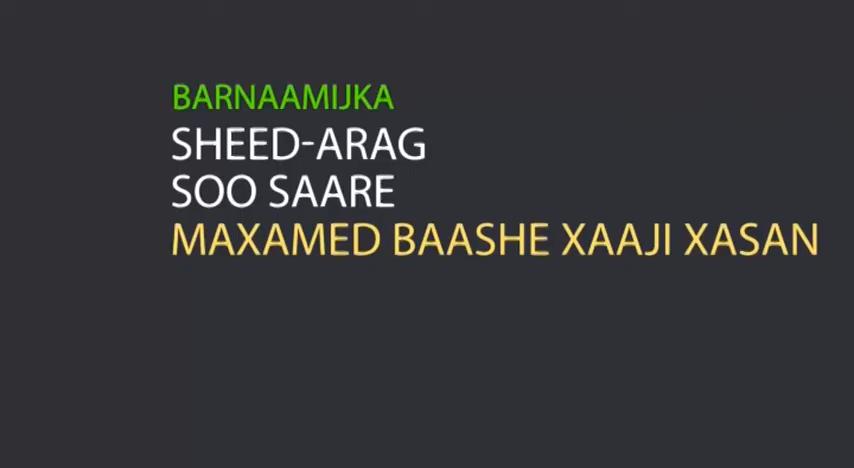 BARNAAMIJKA
SHEED-ARAG
SOO SAARE
MAXAMED BAASHE XAAJI XASAN